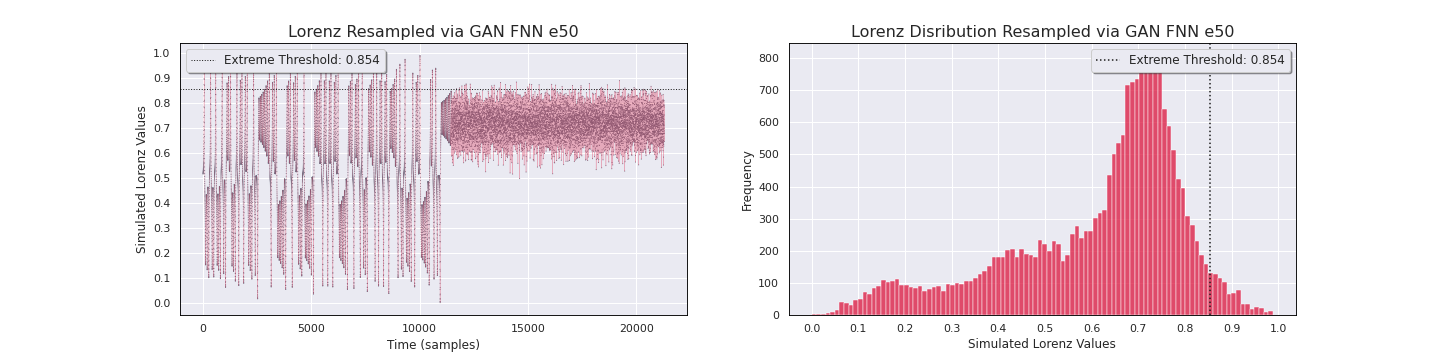 Lorenz Resampled via GAN FNN e50
Extreme Threshold: 0.854
1.0
0.9
0.8
0.7
0.6
0.5
0.4
0.3
0.2
0.1
0.0
Simulated Lorenz Values
0 5000 10000 15000 20000
Time (samples)
Lorenz Disribution Resampled via GAN FNN e50
Extreme Threshold: 0.854
800
700
600
500
400
300
200
100
0
Frequency
0.0 0.1 0.2 0.3 0.4 0.5 0.6 0.7 0.8 0.9 1.0
Simulated Lorenz Values